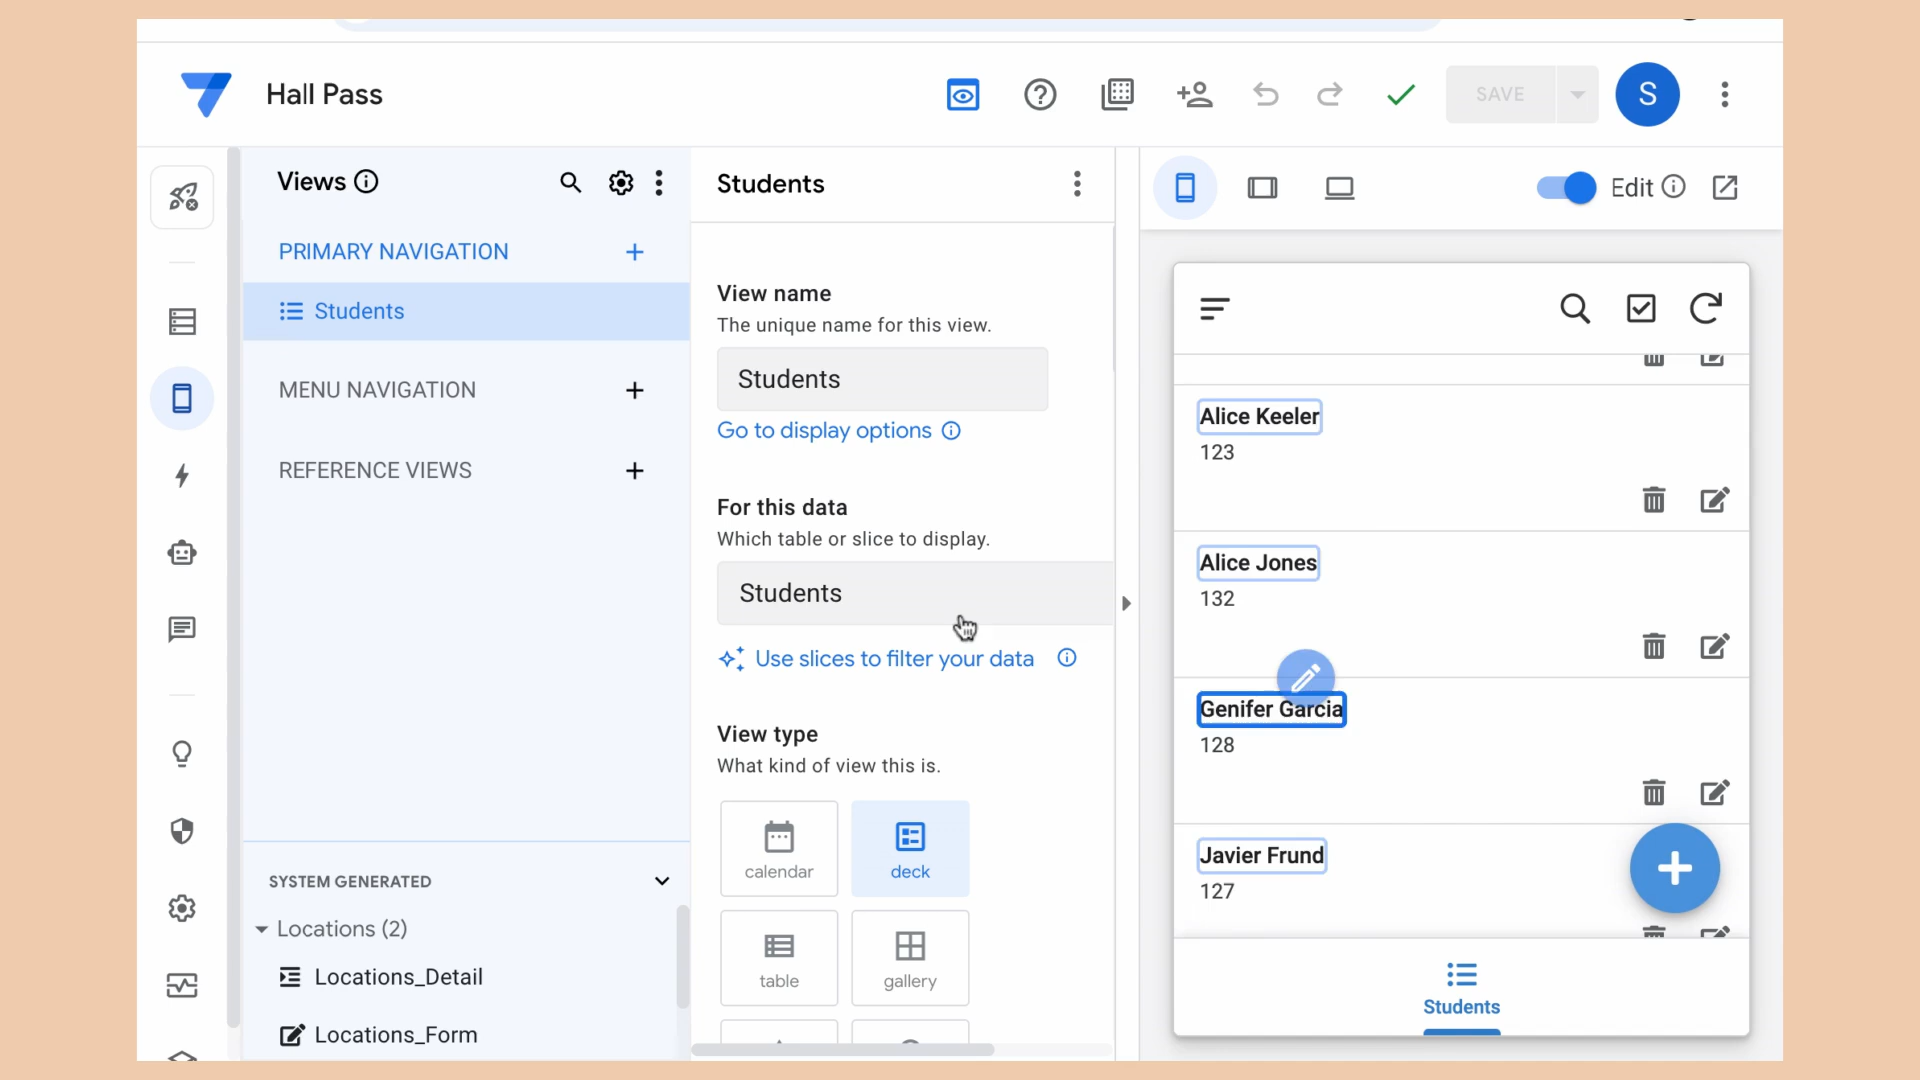 Hall Pass
SAVE
S
Views
PRIMARY NAVIGATION
Students
MENU NAVIGATION
REFERENCE VIEWS
SYSTEM GENERATED
Locations (2)
Locations_Detail
Locations_Form
Students
View name
The unique name for this view.
Students
Go to display options
For this data
Which table or slice to display.
Students
Use slices to filter your data
View type
What kind of view this is.
calendar
deck
table
gallery
Edit
Alice Keeler
123
Alice Jones
132
Genifer Garcia
128
Javier Frund
127
Students